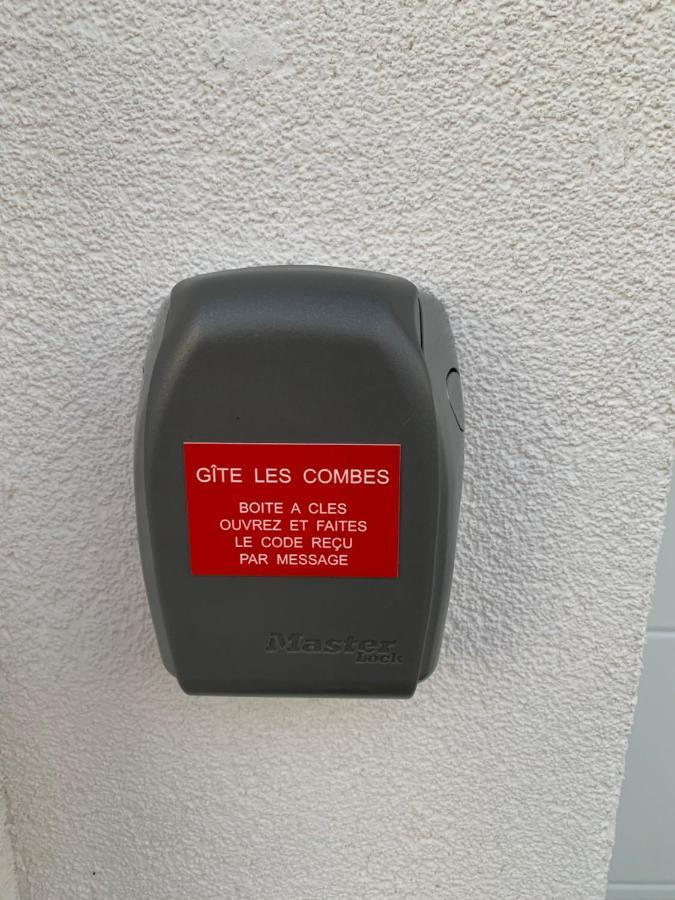 GÎTE LES COMBES
BOITE A CLES
OUVREZ ET FAITES
LE CODE REÇU
PAR MESSAGE
Master
Lock